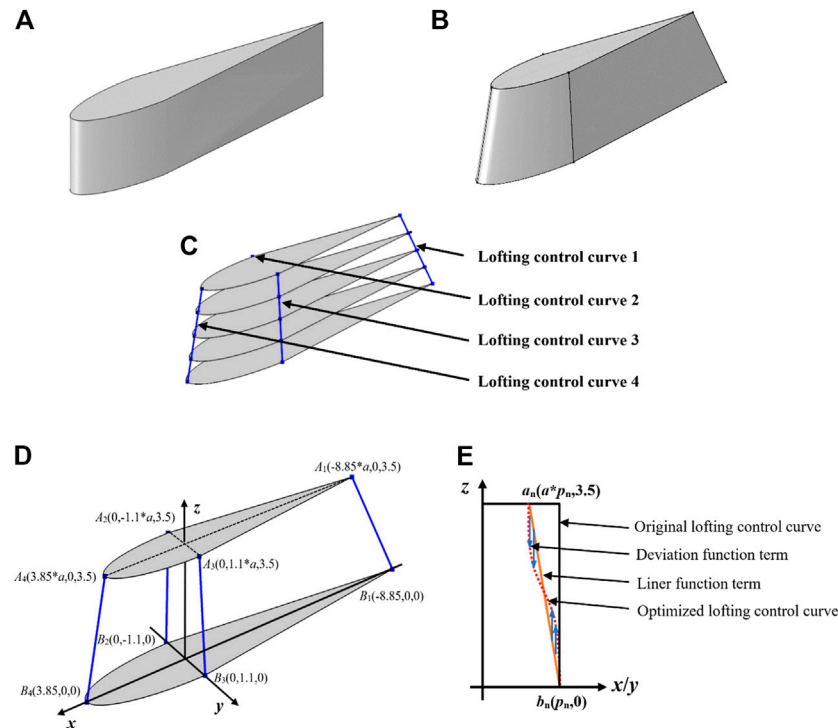 A
B
C
Lofting control curve 1
Lofting control curve 2
Lofting control curve 3
Lofting control curve 4
D
A1(-8.85*a,0,3.5)
z
A2(0,-1.1*a,3.5)
A3(0,1.1*a,3.5)
A4(3.85*a,0,3.5)
B1(-8.85,0,0)
B2(0,-1.1,0)
B3(0,1.1,0)
B4(3.85,0,0)
x
y
E
z
an(a*pn,3.5)
Original lofting control curve
Deviation function term
Liner function term
Optimized lofting control curve
x/y
bn(pn,0)